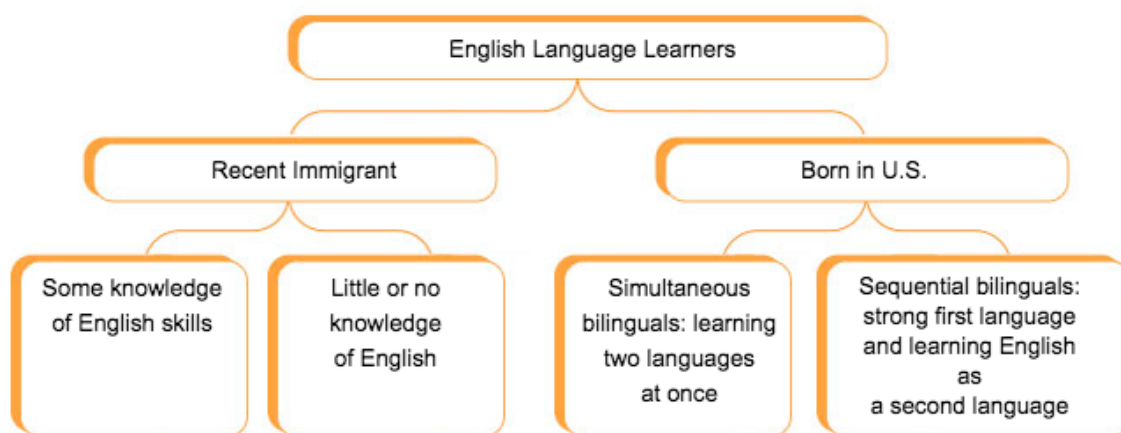 English Language Learners
Recent Immigrant
Born in U.S.
Some knowledge
of English skills
Little or no
knowledge
of English
Simultaneous
bilinguals: learning
two languages
at once
Sequential bilinguals:
strong first language
and learning English
as
a second language